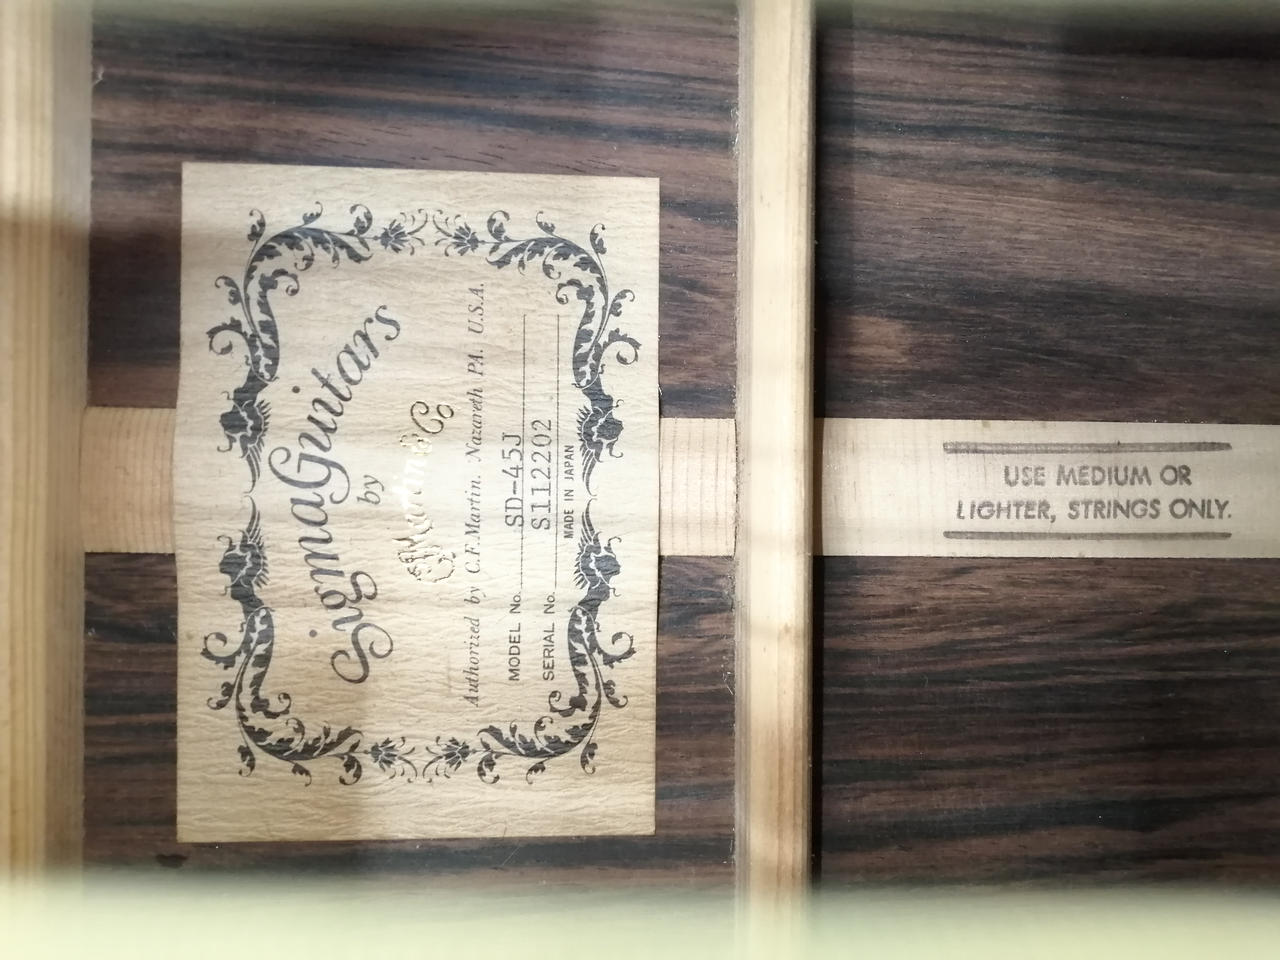 SigmaGuitars
by
Martin & Co
Authorized by C.F.Martin. Nazareth PA. U.S.A.
MODEL No. SD-45J
SERIAL No. S112202
MADE IN JAPAN
USE MEDIUM OR
LIGHTER, STRINGS ONLY.